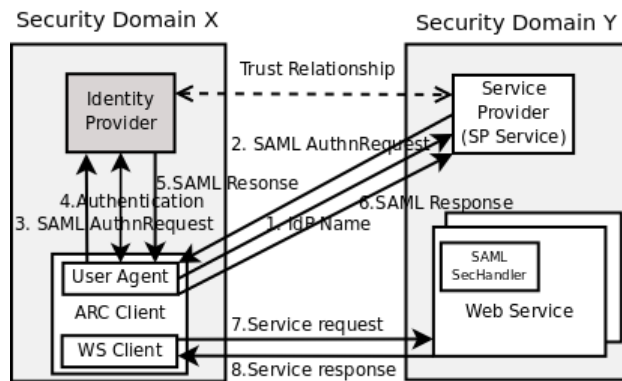 Security Domain X
Security Domain Y
Trust Relationship
Identity
Provider
Service
Provider
(SP Service)
2. SAML AuthnRequest
5.SAML Resonse
4.Authentication
6.SAML Response
3. SAML AuthnRequest
1. IdP Name
User Agent
ARC Client
WS Client
SAML
SecHandler
Web Service
7.Service request
8.Service response